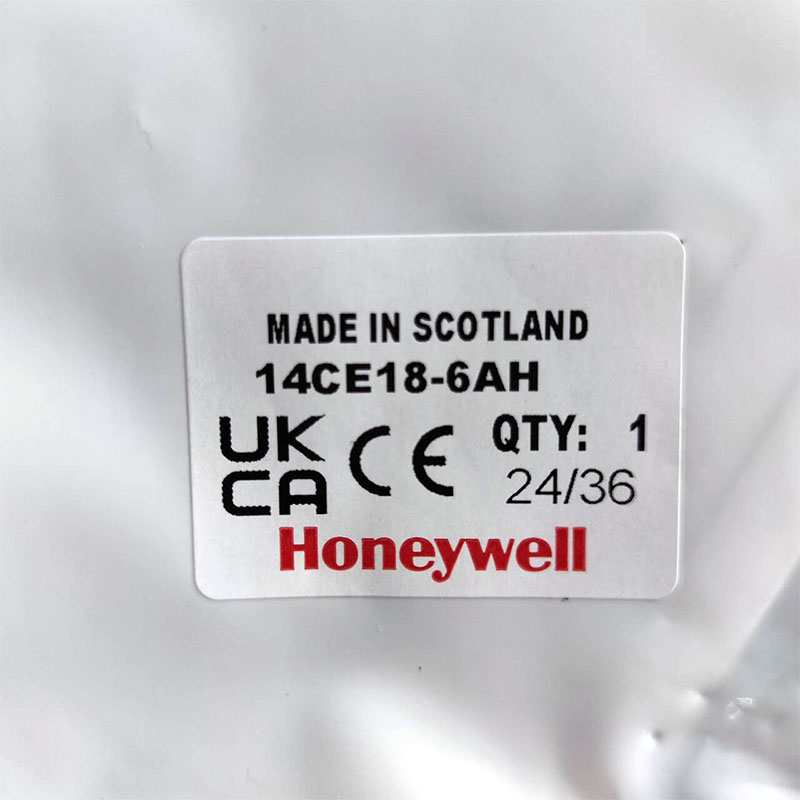 MADE IN SCOTLAND
14CE18-6AH
UK
CA
CE
QTY: 1
24/36
Honeywell